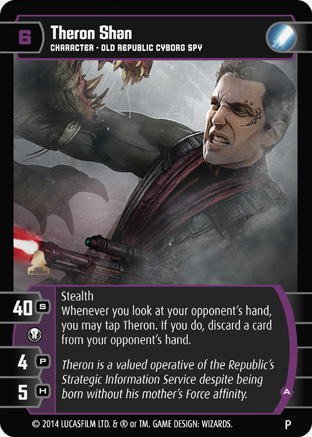 6
Theron Shan
CHARACTER - OLD REPUBLIC CYBORG SPY
40 S
Stealth
Whenever you look at your opponent's hand,
you may tap Theron. If you do, discard a card
from your opponent's hand.
4 P
5 H
Theron is a valued operative of the Republic's
Strategic Information Service despite being
born without his mother's Force affinity.
A
© 2014 LUCASFILM LTD. & ® or TM. GAME DESIGN: WIZARDS.
P